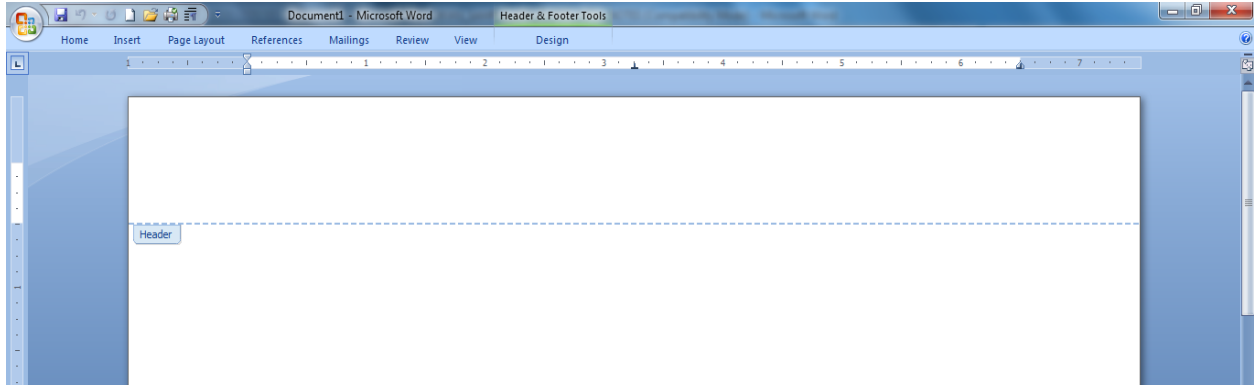 Document1 - Microsoft Word
Header & Footer Tools
Home Insert Page Layout References Mailings Review View Design
L 1 1 2 3 4 5 6 7
Header